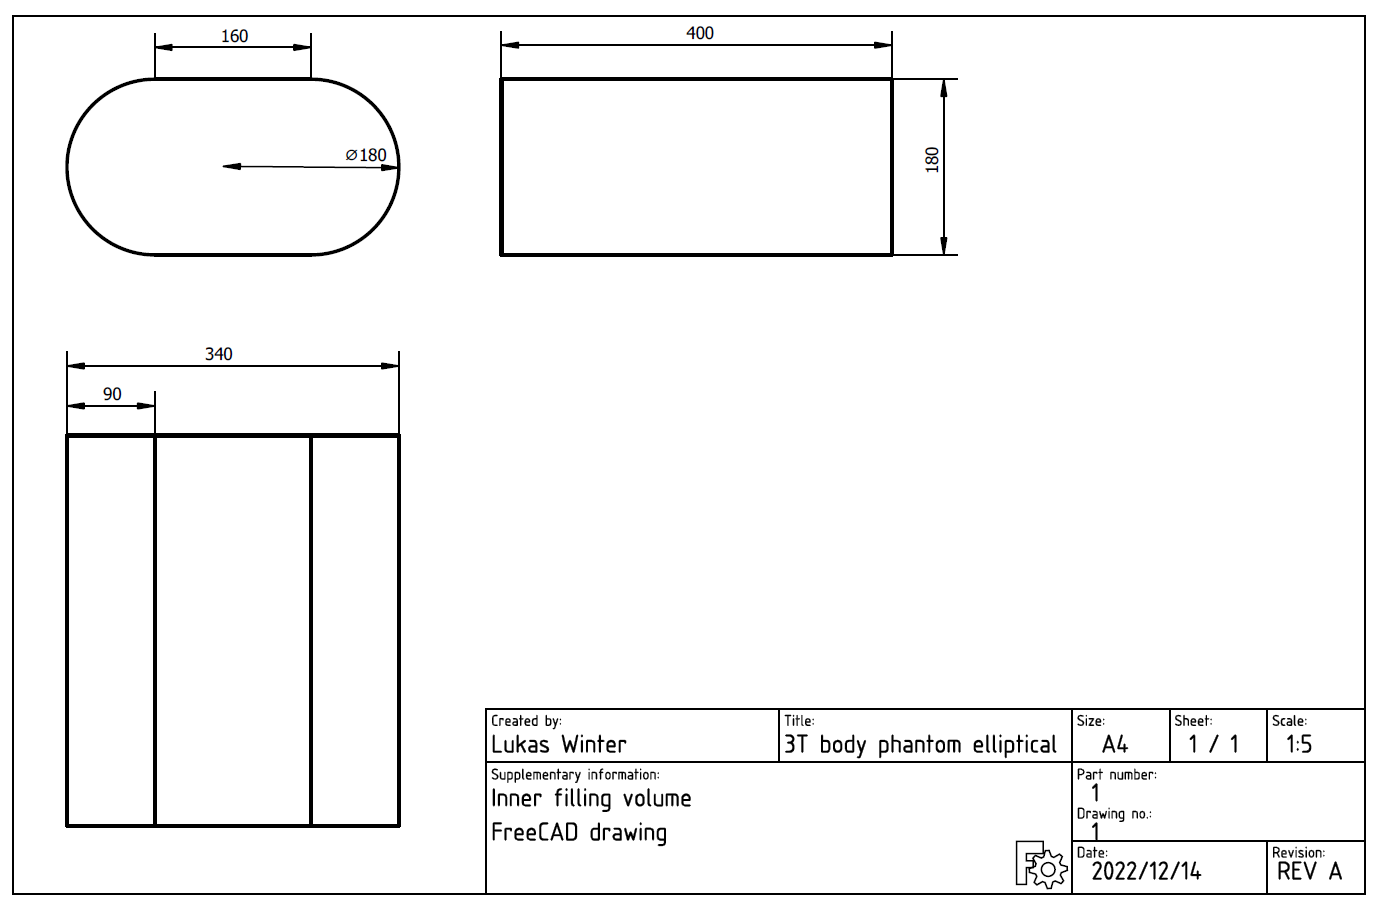 160
⌀180
400
180
340
90
Created by:
Lukas Winter
Title:
3T body phantom elliptical
Size:
A4
Sheet:
1 / 1
Scale:
1:5
Supplementary information:
Inner filling volume
FreeCAD drawing
Part number:
1
Drawing no.:
1
Date:
2022/12/14
Revision:
REV A